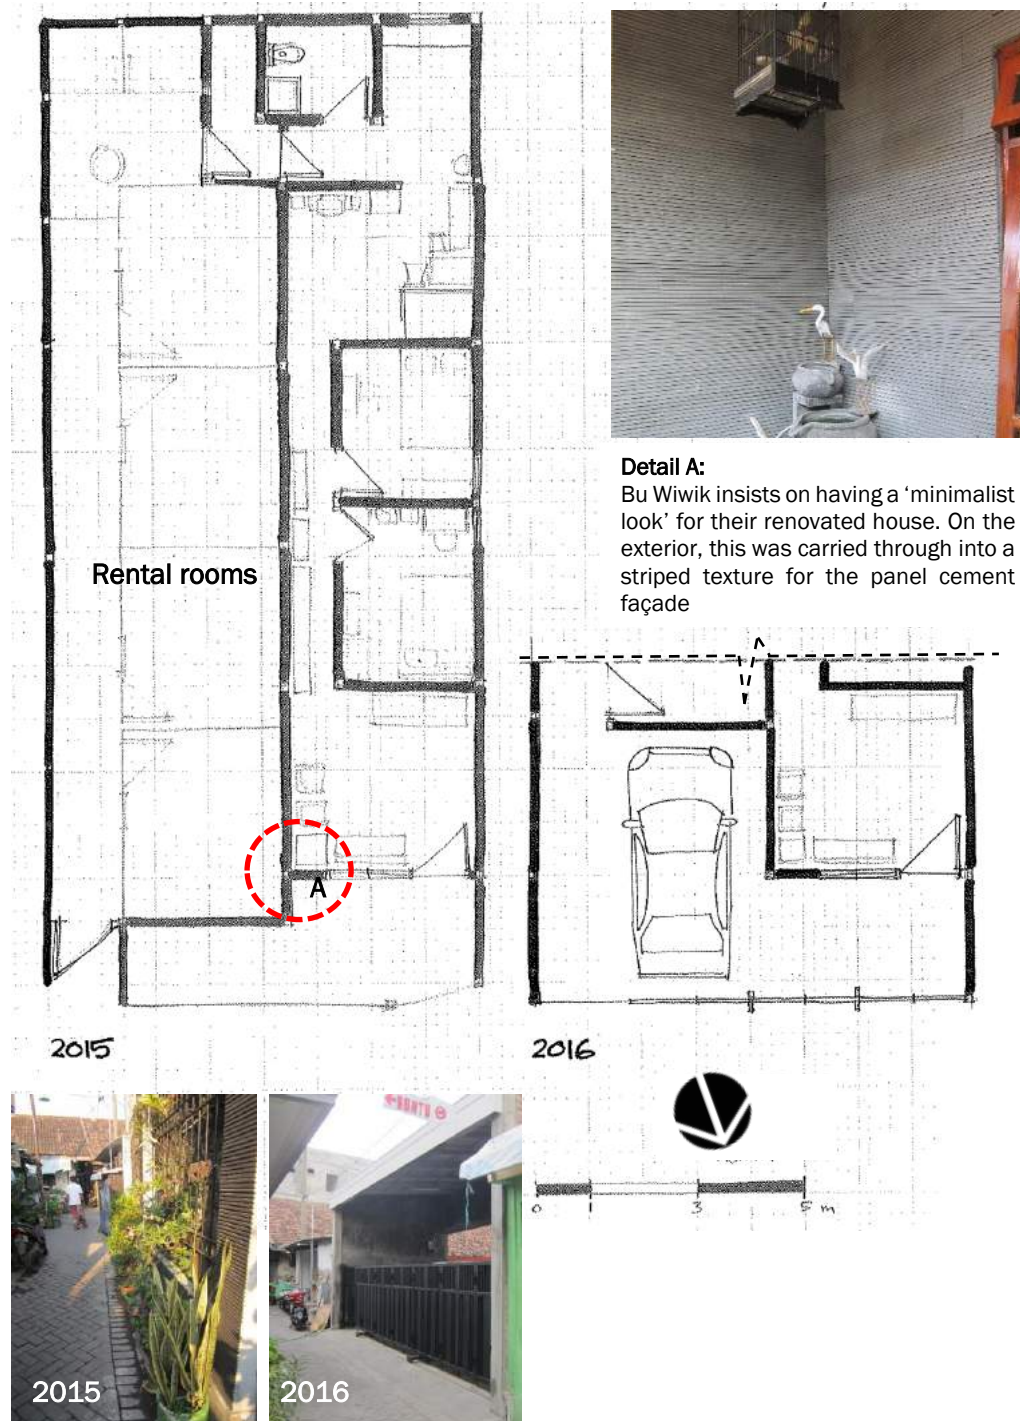 Detail A:
Bu Wiwik insists on having a ‘minimalist
look’ for their renovated house. On the
exterior, this was carried through into a
striped texture for the panel cement
façade
Rental rooms
A
2015
2016
0 1 3 5 m
2015
BUNTU
2016